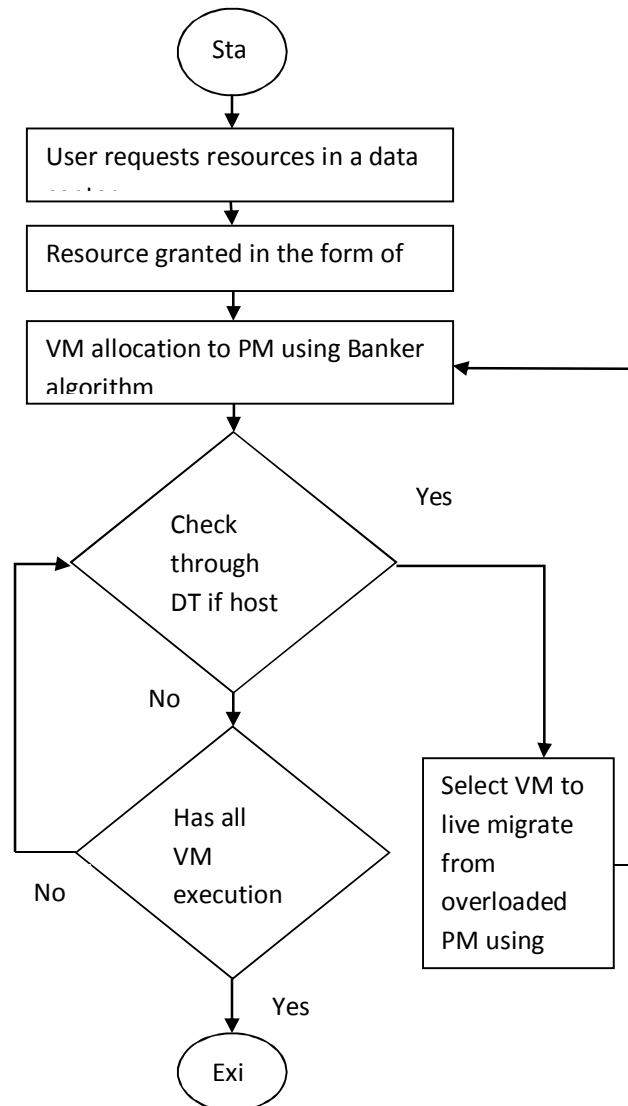 Sta
User requests resources in a data
center
Resource granted in the form of
VM allocation to PM using Banker
algorithm
Yes
Check
through
DT if host
No
Has all
VM
execution
No
Select VM to
live migrate
from
overloaded
PM using
Yes
Exi